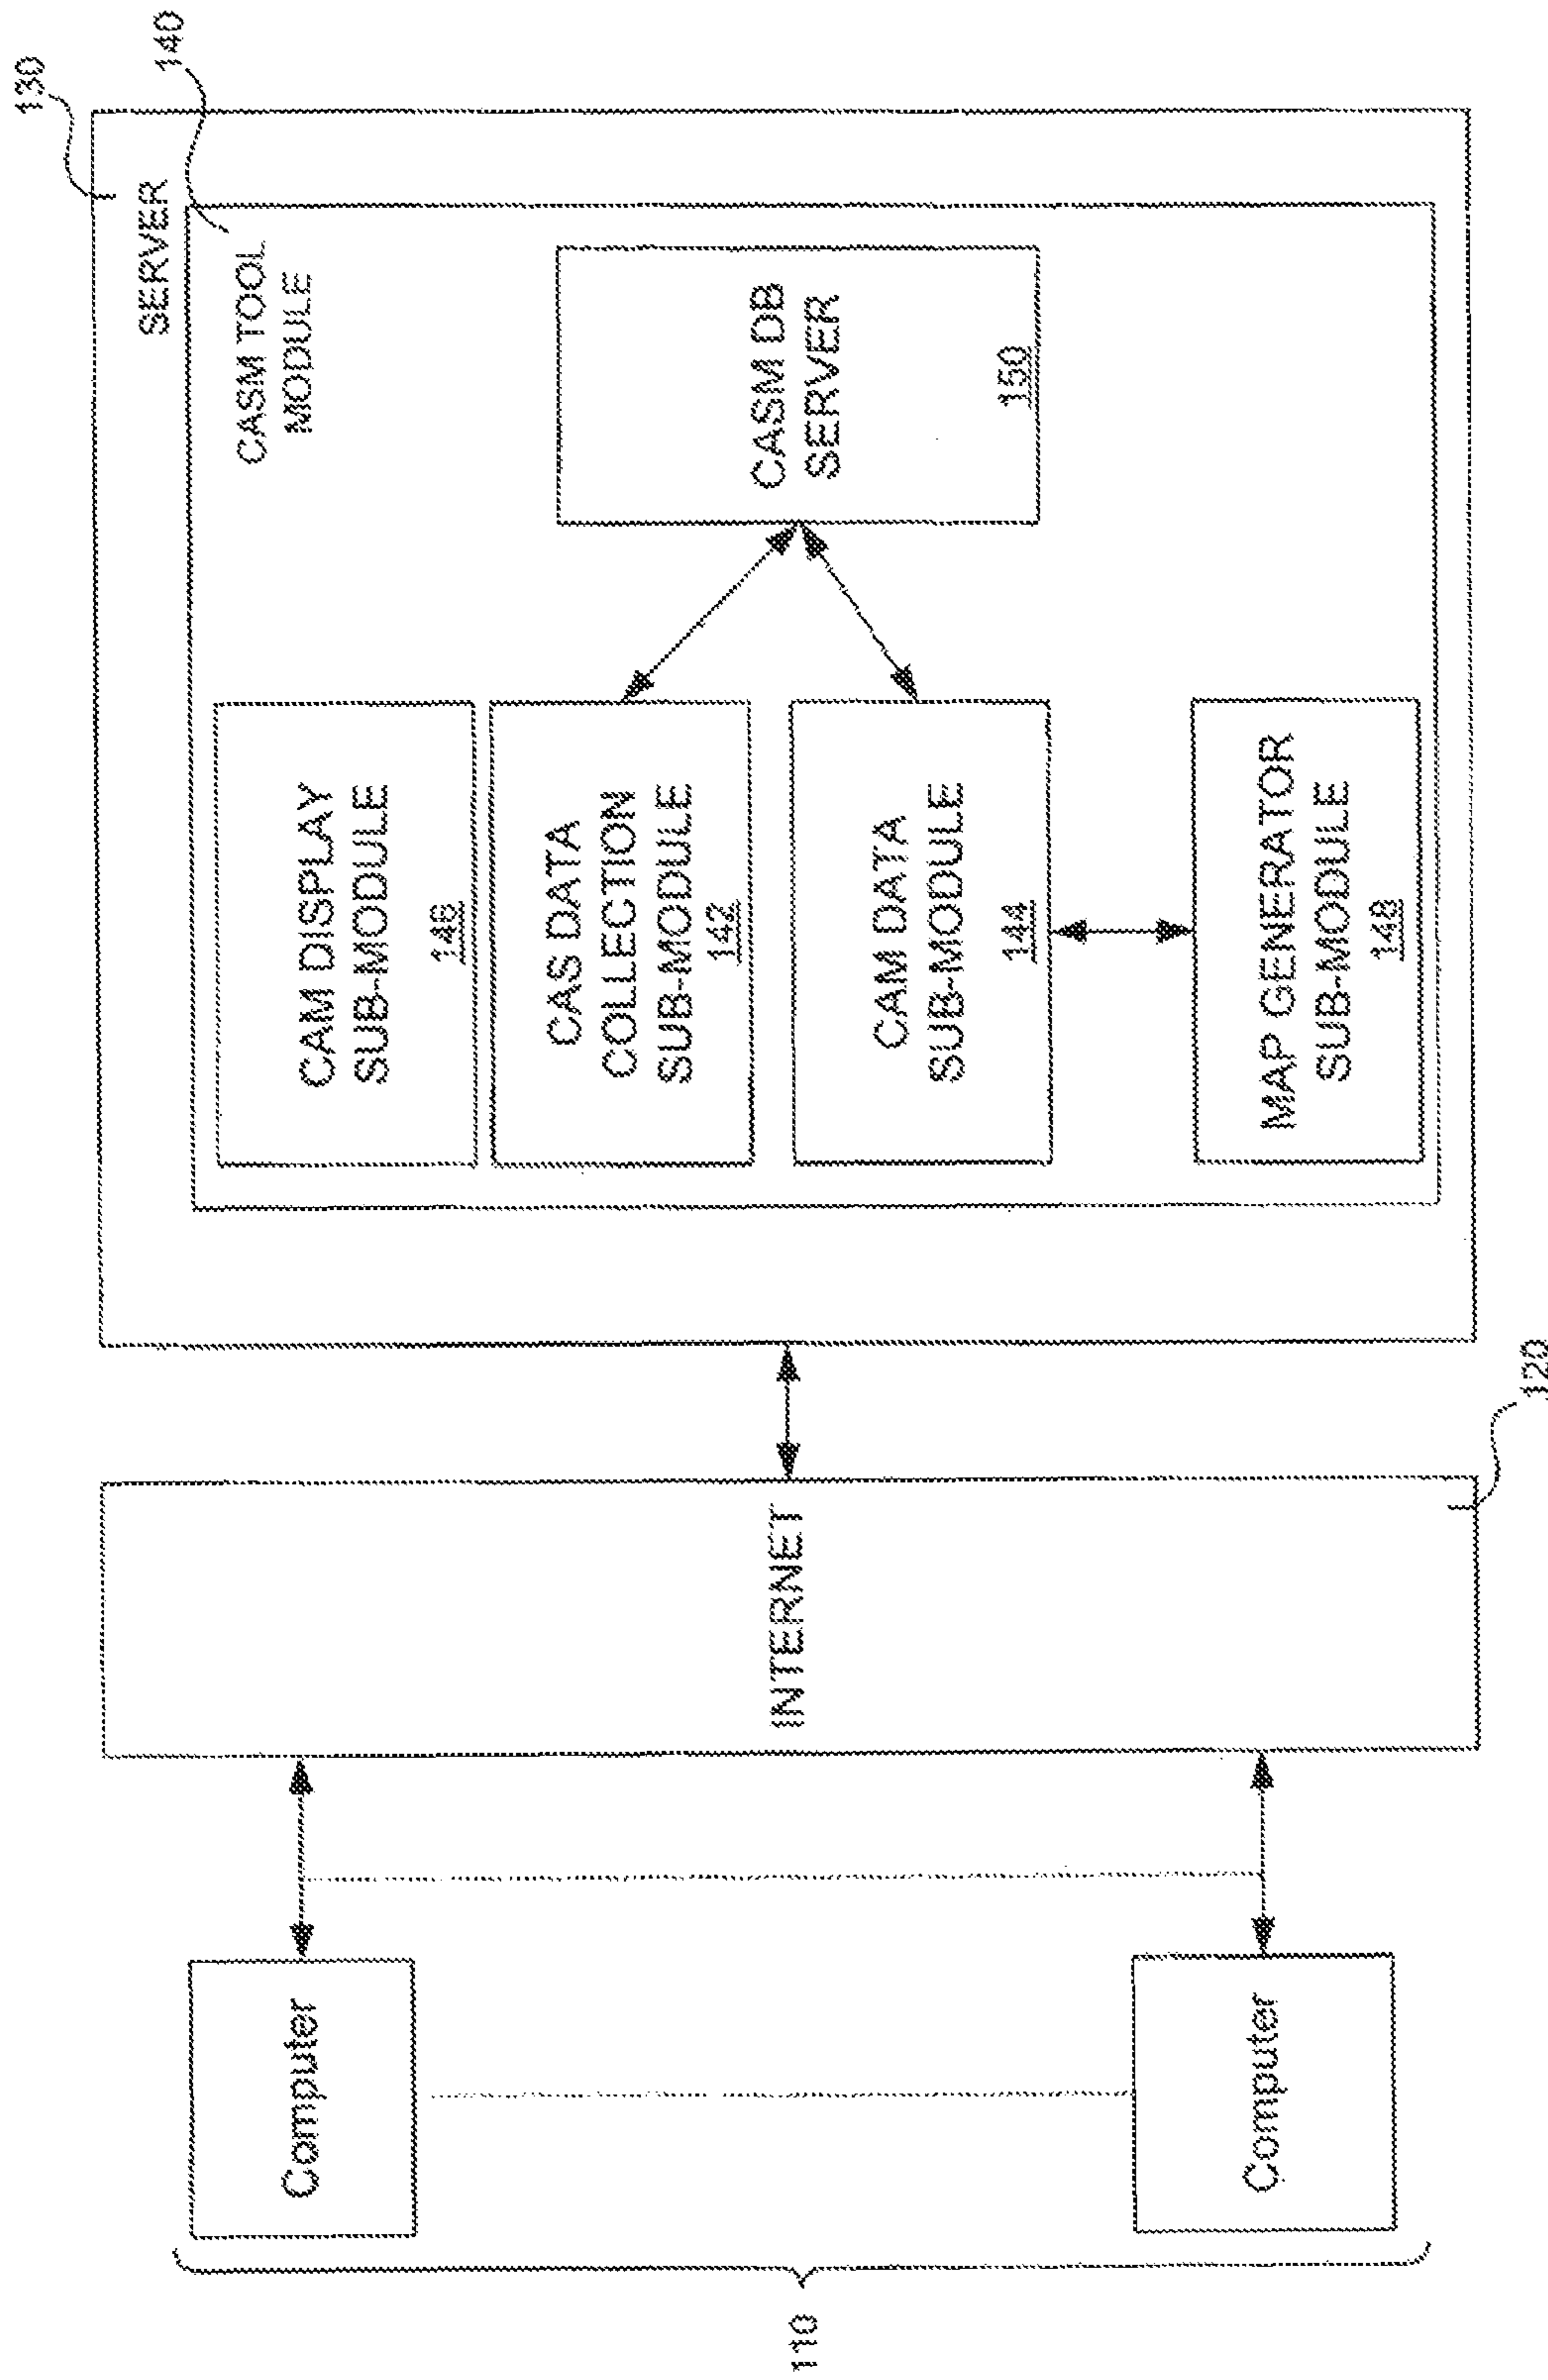 130
140
SERVER
CASM TOOL
MODULE
CAM DISPLAY
SUB-MODULE
146
CAS DATA
COLLECTION
SUB-MODULE
142
CASM DB
SERVER
150
CAM DATA
SUB-MODULE
144
MAP GENERATOR
SUB-MODULE
148
INTERNET
120
Computer
Computer
110